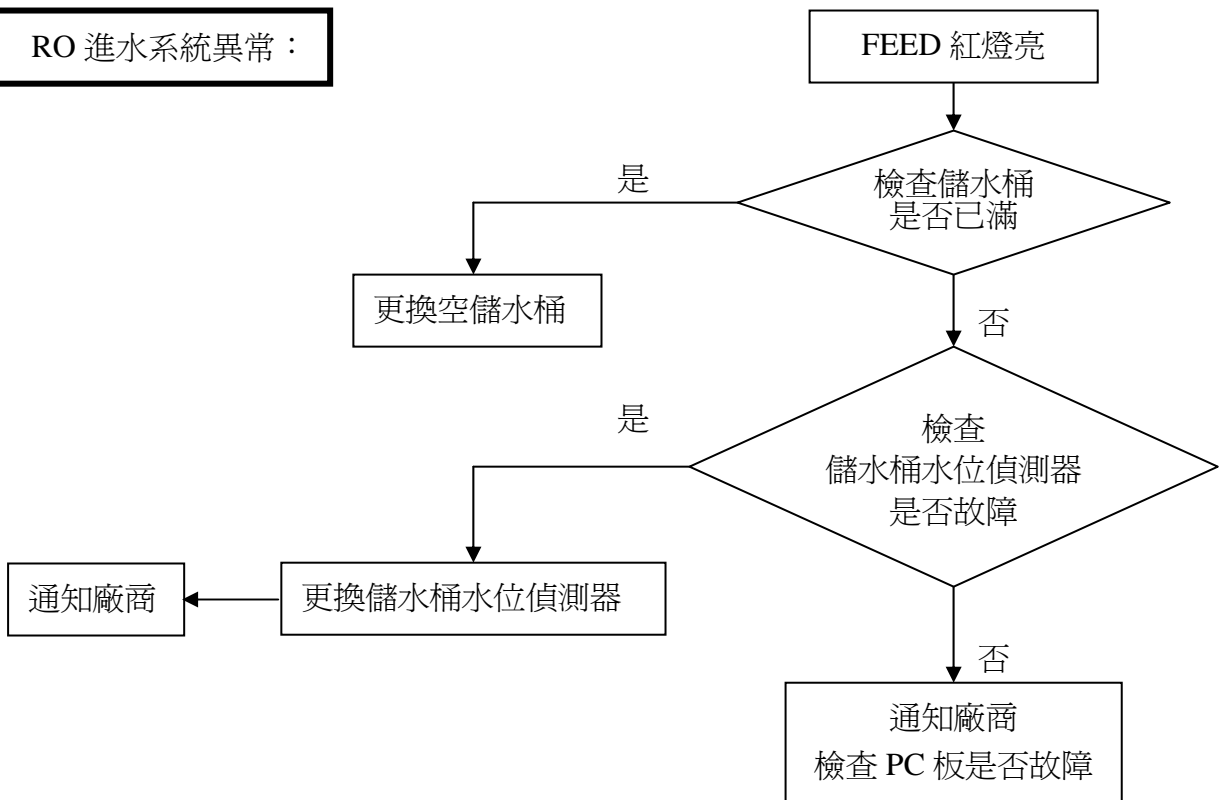 RO 進水系統異常：
FEED 紅燈亮
檢查儲水桶
是否已滿
是
更換空儲水桶
否
檢查
儲水桶水位偵測器
是否故障
是
更換儲水桶水位偵測器
通知廠商
否
通知廠商
檢查 PC 板是否故障